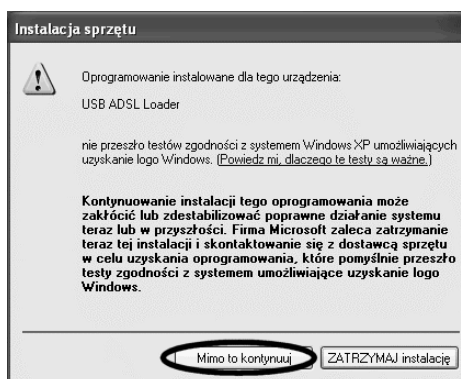 Instalacja sprzętu
Oprogramowanie instalowane dla tego urządzenia:
USB ADSL Loader
nie przeszło testów zgodności z systemem Windows XP umożliwiających
uzyskanie logo Windows. (Powiedz mi, dlaczego te testy są ważne.)
Kontynuowanie instalacji tego oprogramowania może
zakłócić lub zdestabilizować poprawne działanie systemu
teraz lub w przyszłości. Firma Microsoft zaleca zatrzymanie
teraz tej instalacji i skontaktowanie się z dostawcą sprzętu
w celu uzyskania oprogramowania, które pomyślnie przeszło
testy zgodności z systemem umożliwiające uzyskanie logo
Windows.
Mimo to kontynuuj ZATRZYMAJ instalację